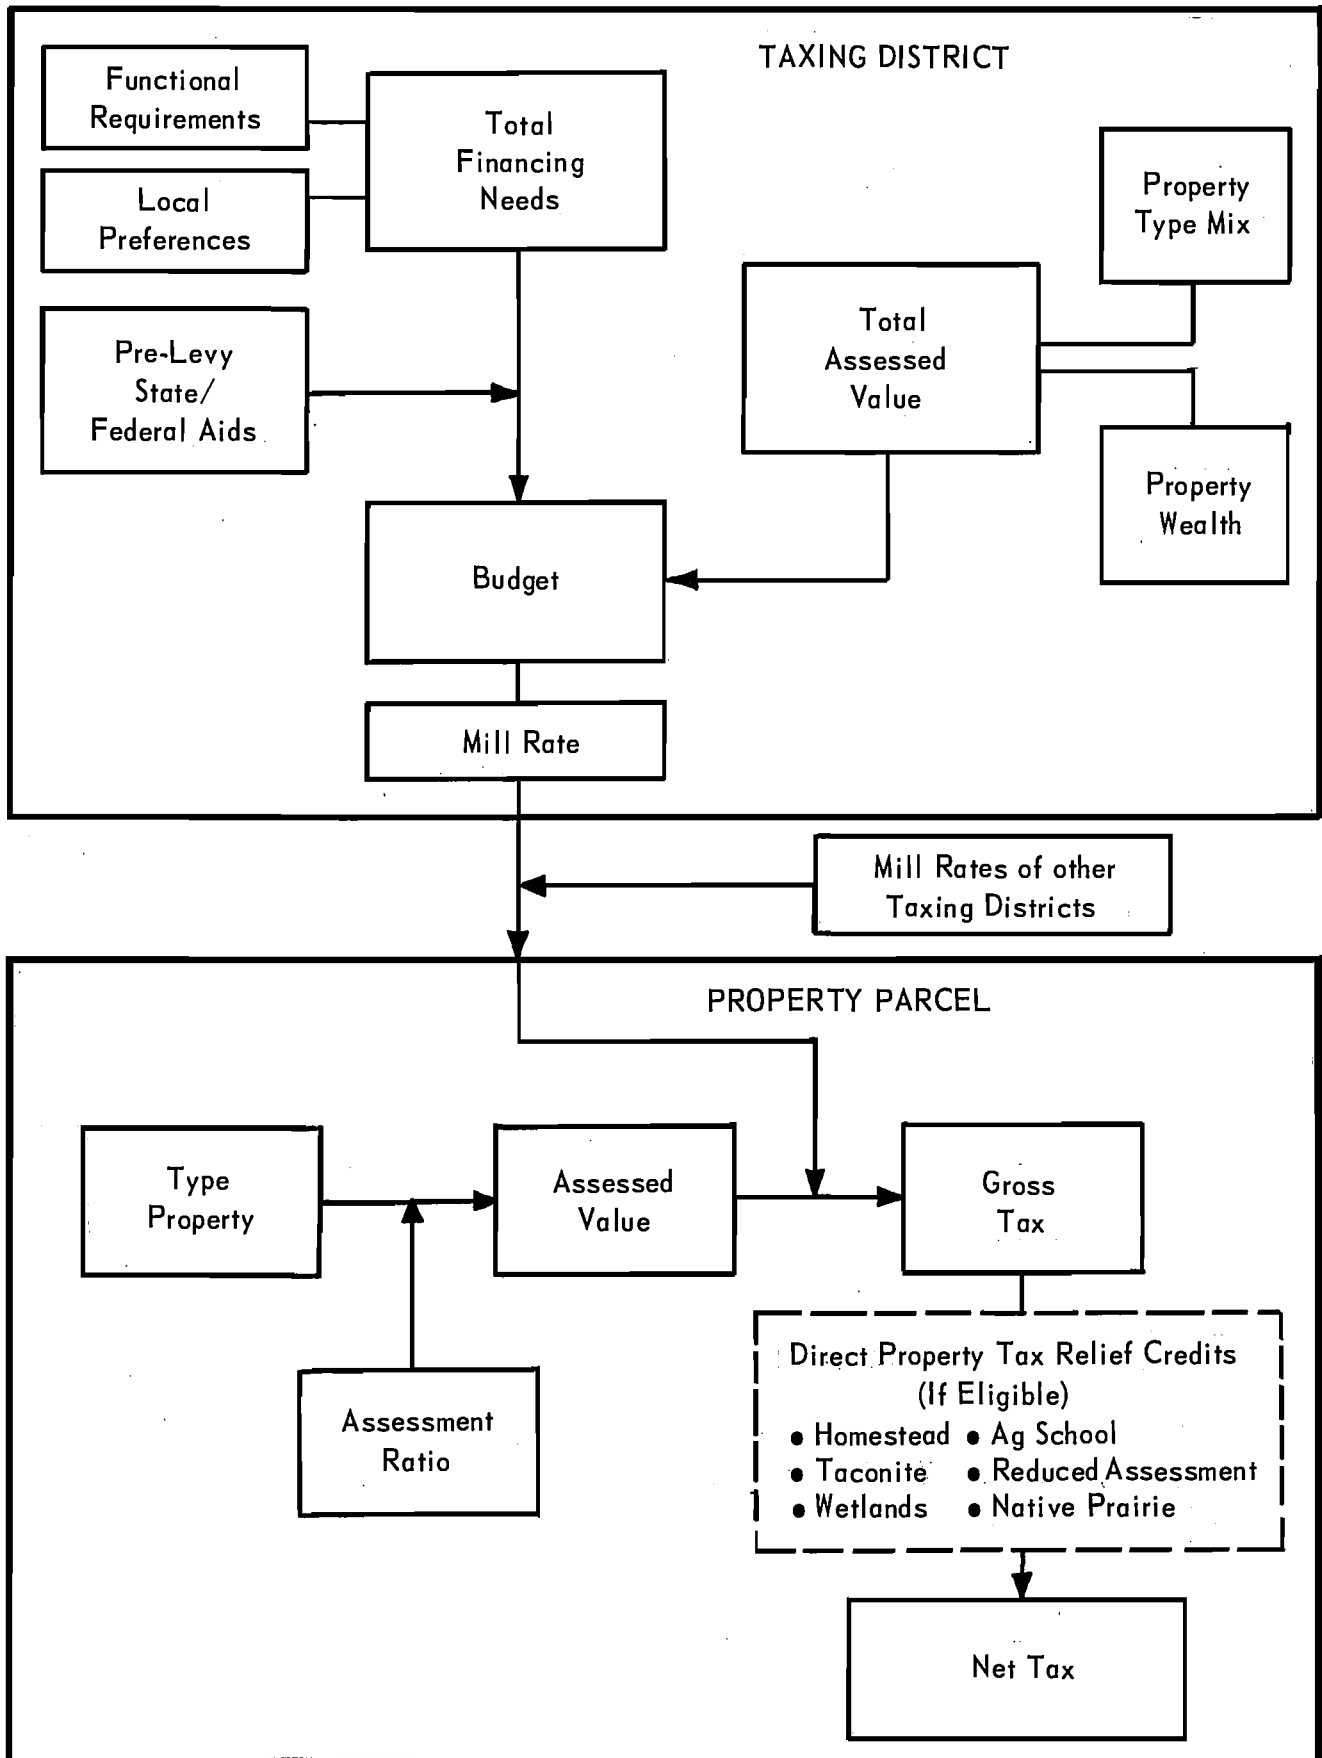 TAXING DISTRICT
Functional
Requirements
Total
Financing
Needs
Local
Preferences
Property
Type Mix
Pre-Levy
State/
Federal Aids
Total
Assessed
Value
Property
Wealth
Budget
Mill Rate
Mill Rates of other
Taxing Districts
PROPERTY PARCEL
Type
Property
Assessed
Value
Gross
Tax
Assessment
Ratio
Direct Property Tax Relief Credits
(If Eligible)
• Homestead • Ag School
• Taconite • Reduced Assessment
• Wetlands • Native Prairie
Net Tax